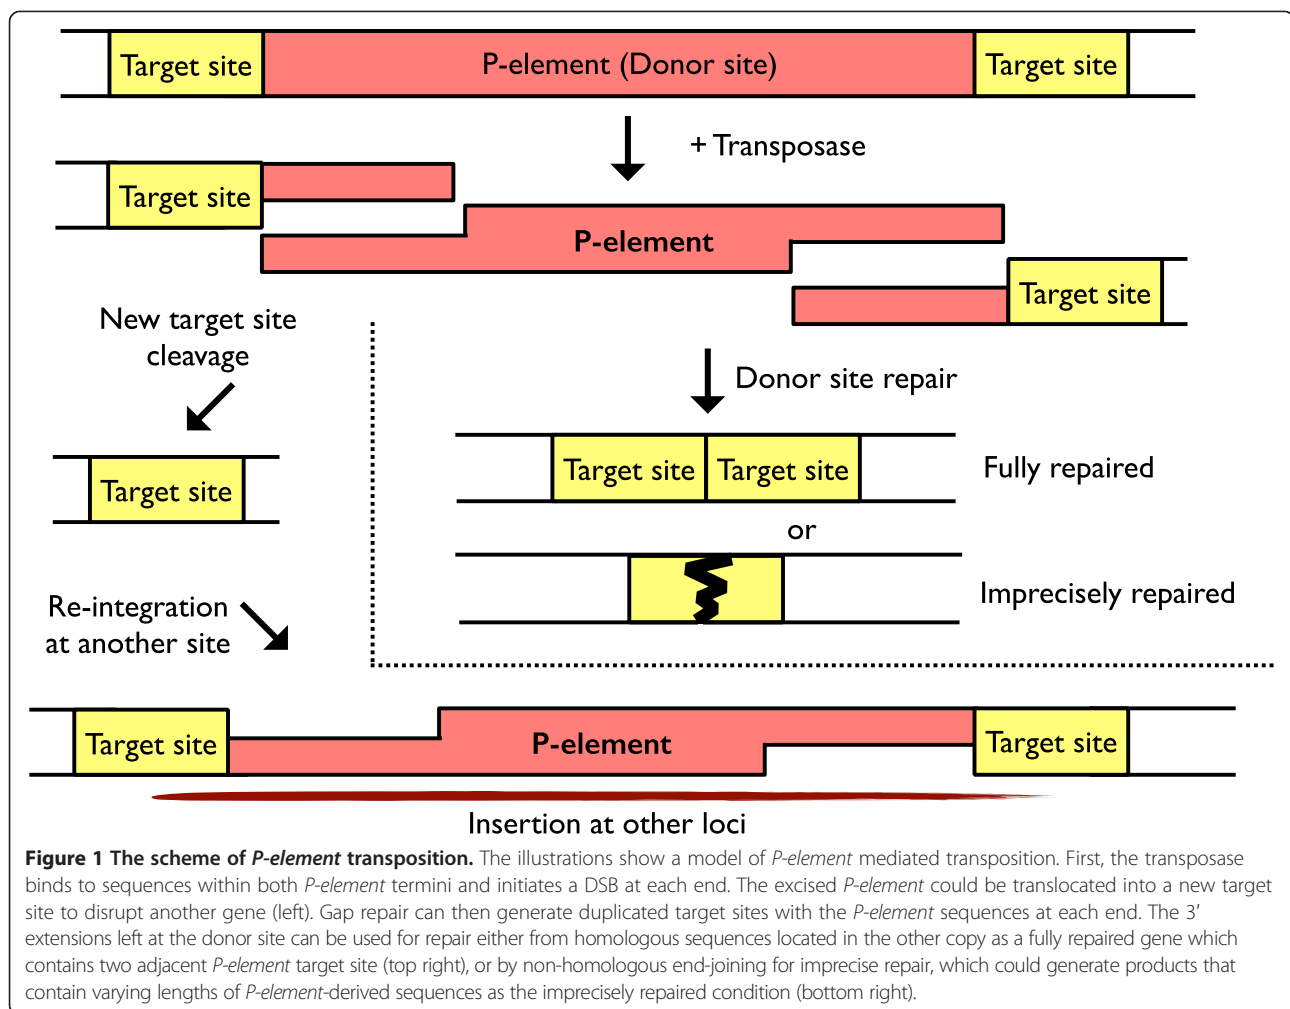 Target site P-element (Donor site) Target site
+ Transposase
Target site
P-element
Target site
New target site
cleavage
Donor site repair
Target site Target site Fully repaired
Target site
or
Imprecisely repaired
Re-integration
at another site
Target site P-element Target site
Insertion at other loci
Figure 1 The scheme of P-element transposition. The illustrations show a model of P-element mediated transposition. First, the transposase
binds to sequences within both P-element termini and initiates a DSB at each end. The excised P-element could be translocated into a new target
site to disrupt another gene (left). Gap repair can then generate duplicated target sites with the P-element sequences at each end. The 3′
extensions left at the donor site can be used for repair either from homologous sequences located in the other copy as a fully repaired gene which
contains two adjacent P-element target site (top right), or by non-homologous end-joining for imprecise repair, which could generate products that
contain varying lengths of P-element-derived sequences as the imprecisely repaired condition (bottom right).